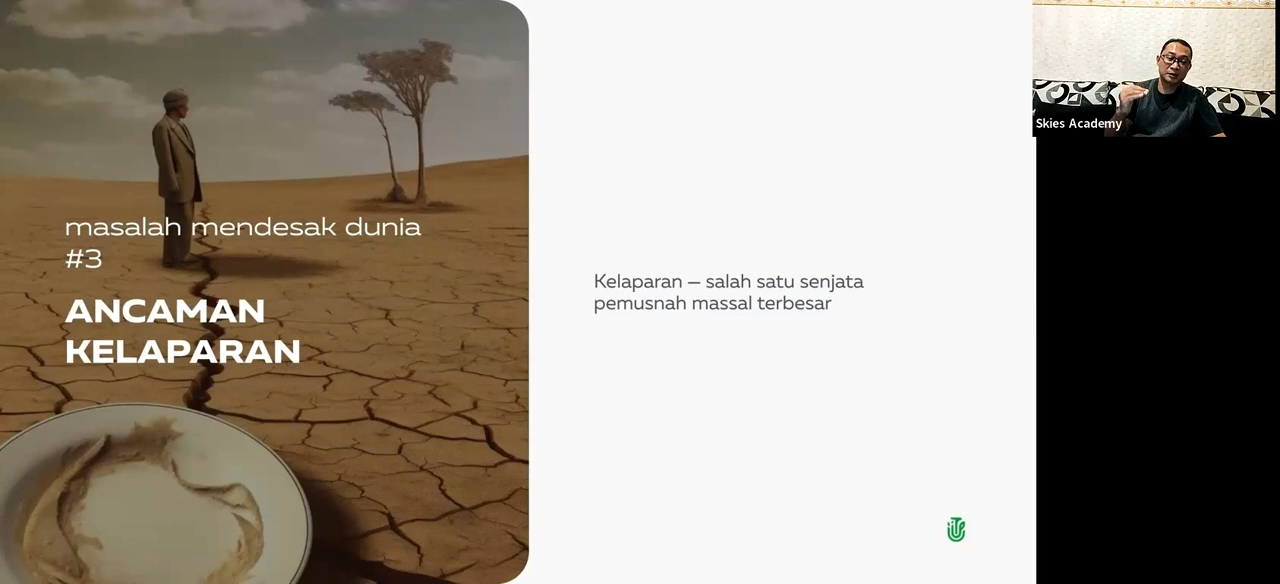 masalah mendesak dunia
#3
ANCAMAN
KELAPARAN
Kelaparan — salah satu senjata
pemusnah massal terbesar
Skies Academy